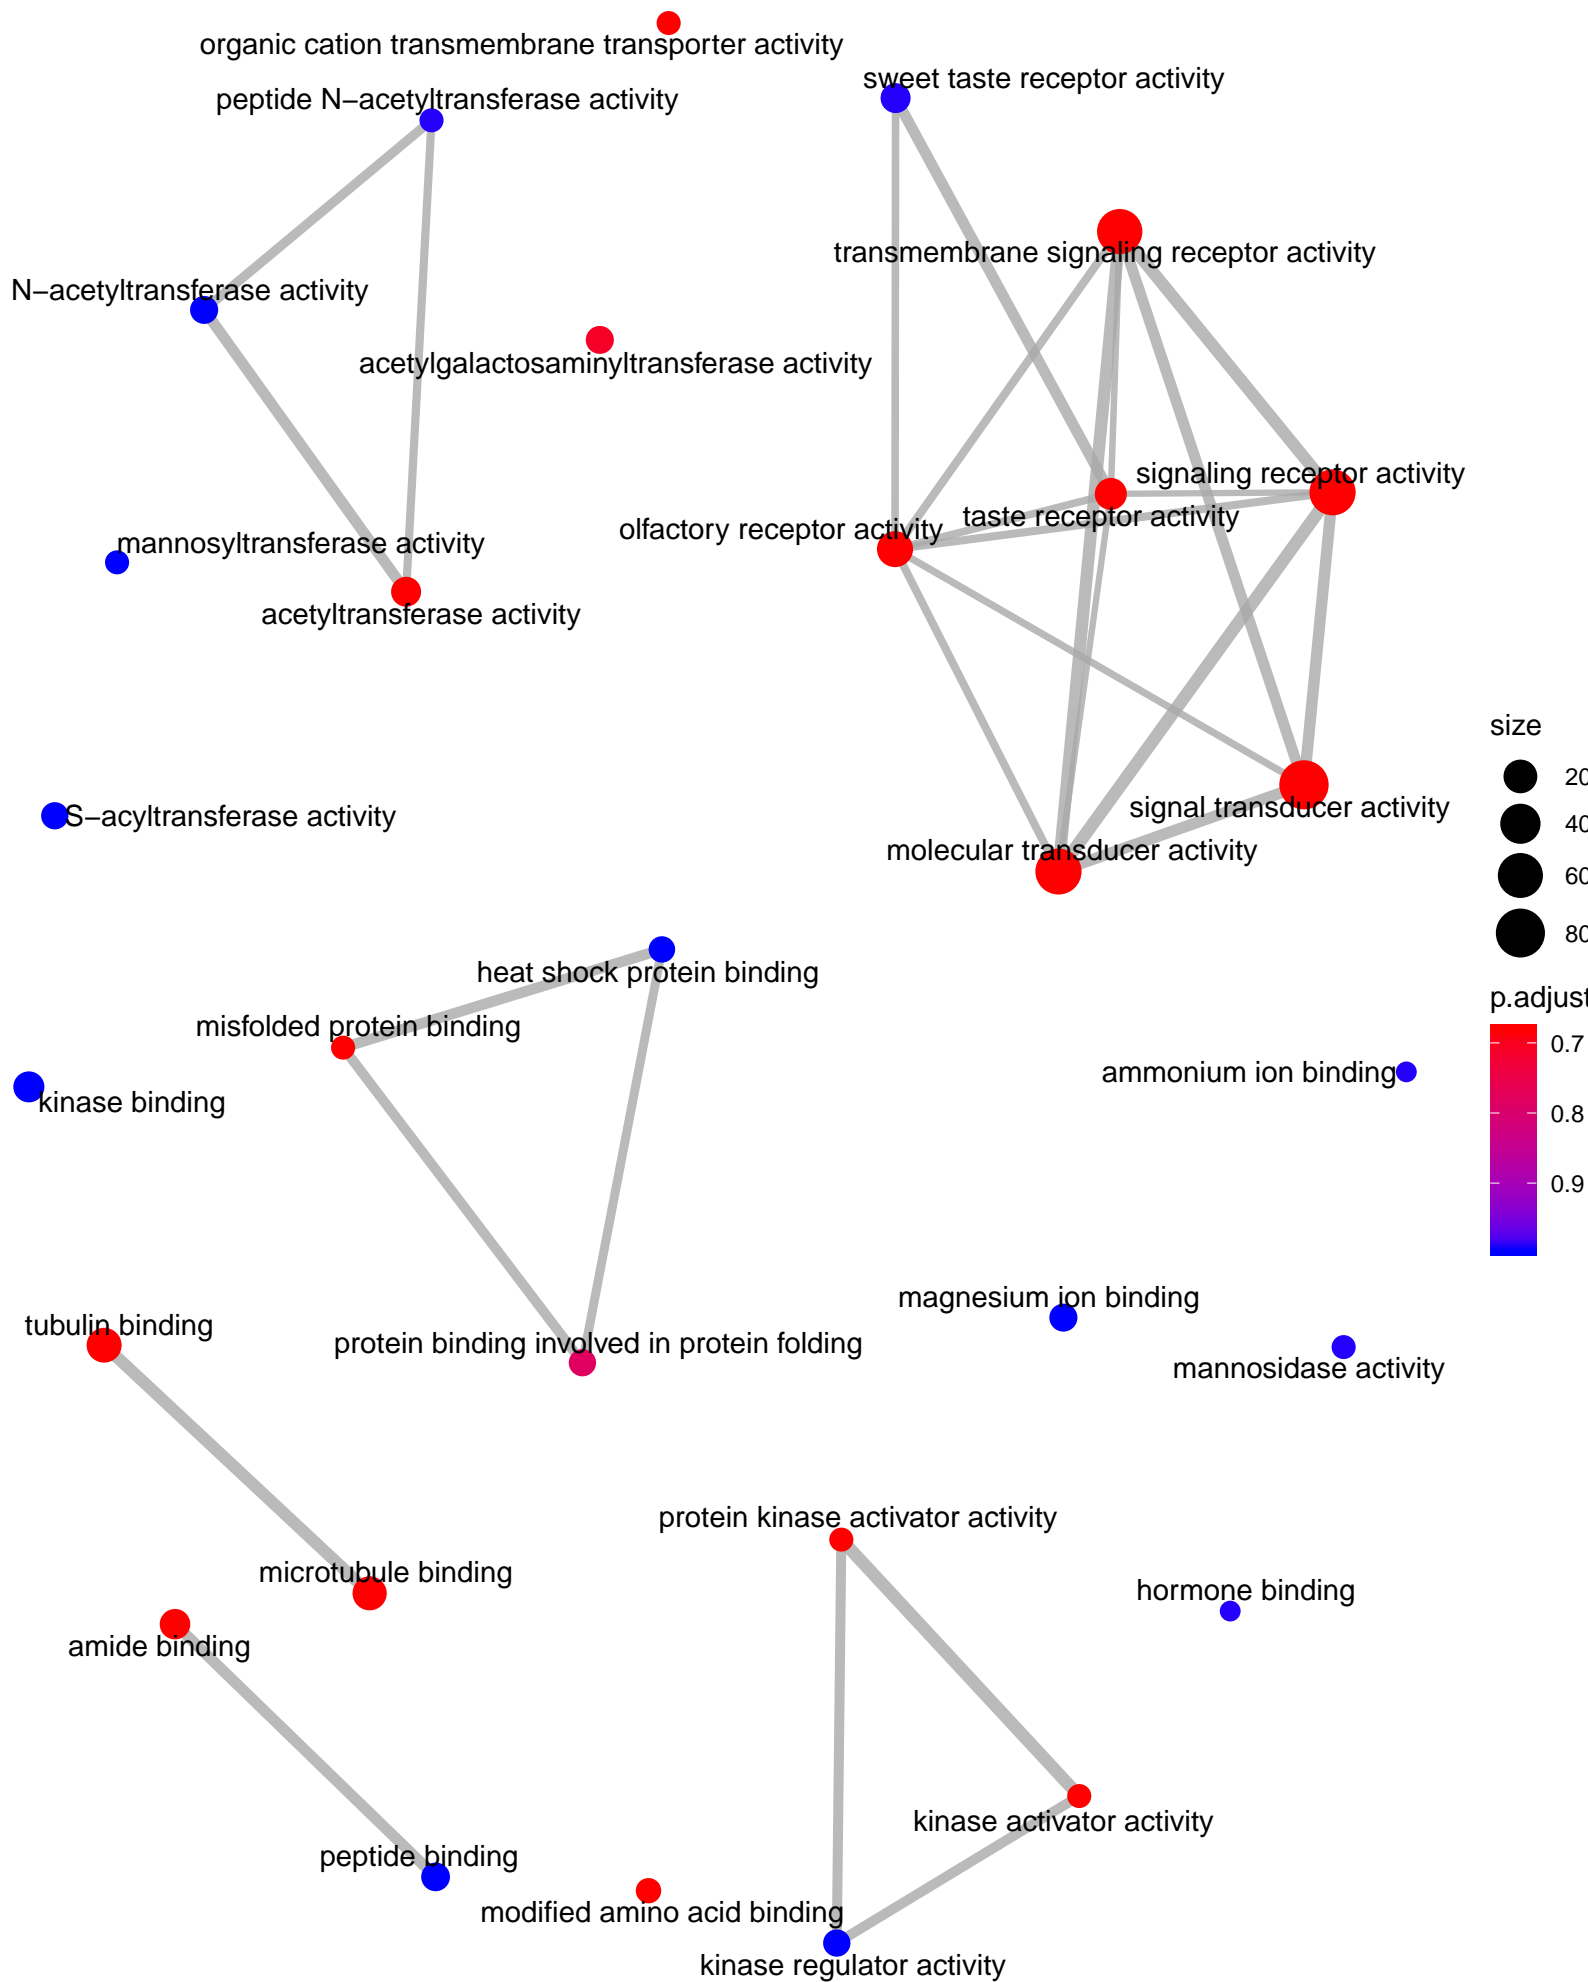 organic cation transmembrane transporter activity
sweet taste receptor activity
peptide N−acetyltransferase activity
transmembrane signaling receptor activity
N−acetyltransferase activity
acetylgalactosaminyltransferase activity
signaling receptor activity
taste receptor activity
olfactory receptor activity
mannosyltransferase activity
acetyltransferase activity
size
20
40
60
80
signal transducer activity
S−acyltransferase activity
molecular transducer activity
heat shock protein binding
p.adjust
0.7
0.8
0.9
misfolded protein binding
ammonium ion binding
kinase binding
magnesium ion binding
tubulin binding
protein binding involved in protein folding
mannosidase activity
protein kinase activator activity
microtubule binding
hormone binding
amide binding
kinase activator activity
peptide binding
modified amino acid binding
kinase regulator activity